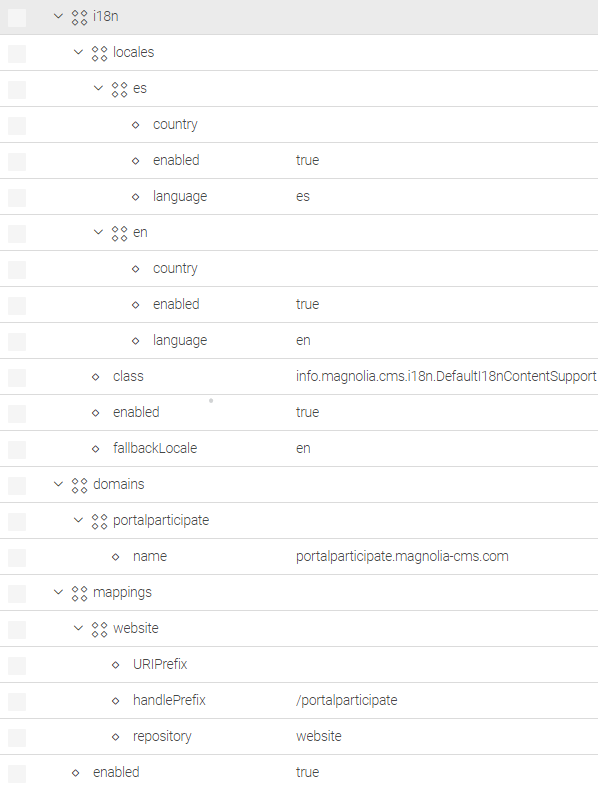 i18n
locales
es
country
enabled true
language es
en
country
enabled true
language en
class info.magnolia.cms.i18n.DefaultI18nContentSupport
enabled true
fallbackLocale en
domains
portalparticipate
name portalparticipate.magnolia-cms.com
mappings
website
URIPrefix
handlePrefix /portalparticipate
repository website
enabled true